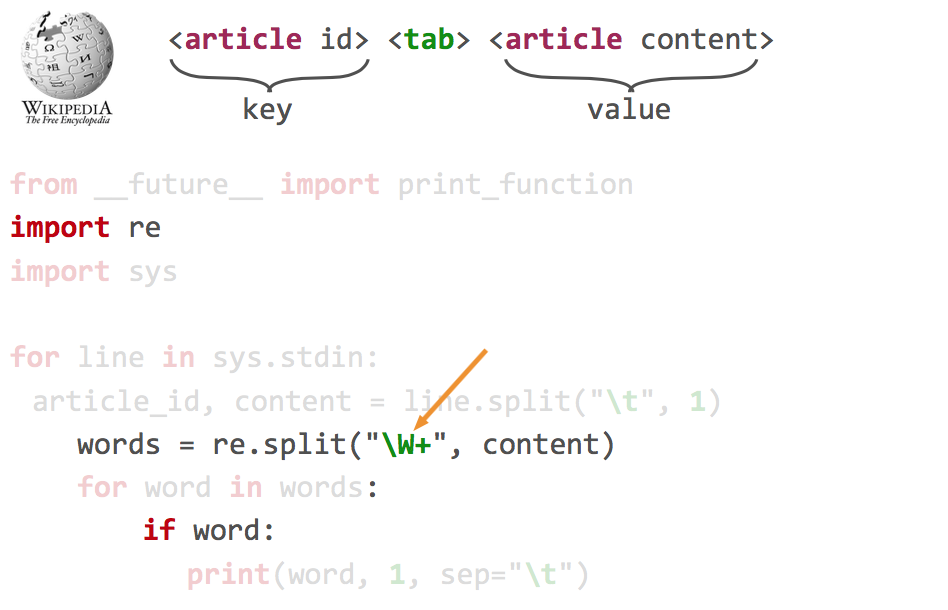 <article id> <tab> <article content>
key value
WIKIPEDIA
The Free Encyclopedia
from __future__ import print_function
import re
import sys
for line in sys.stdin:
article_id, content = line.split("\t", 1)
words = re.split("\W+", content)
for word in words:
if word:
print(word, 1, sep="\t")